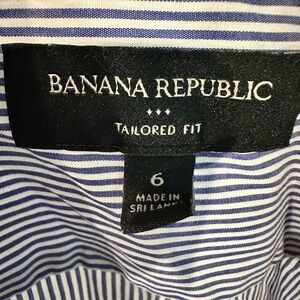 BANANA REPUBLIC
TAILORED FIT
6
MADE IN
SRI LANKA